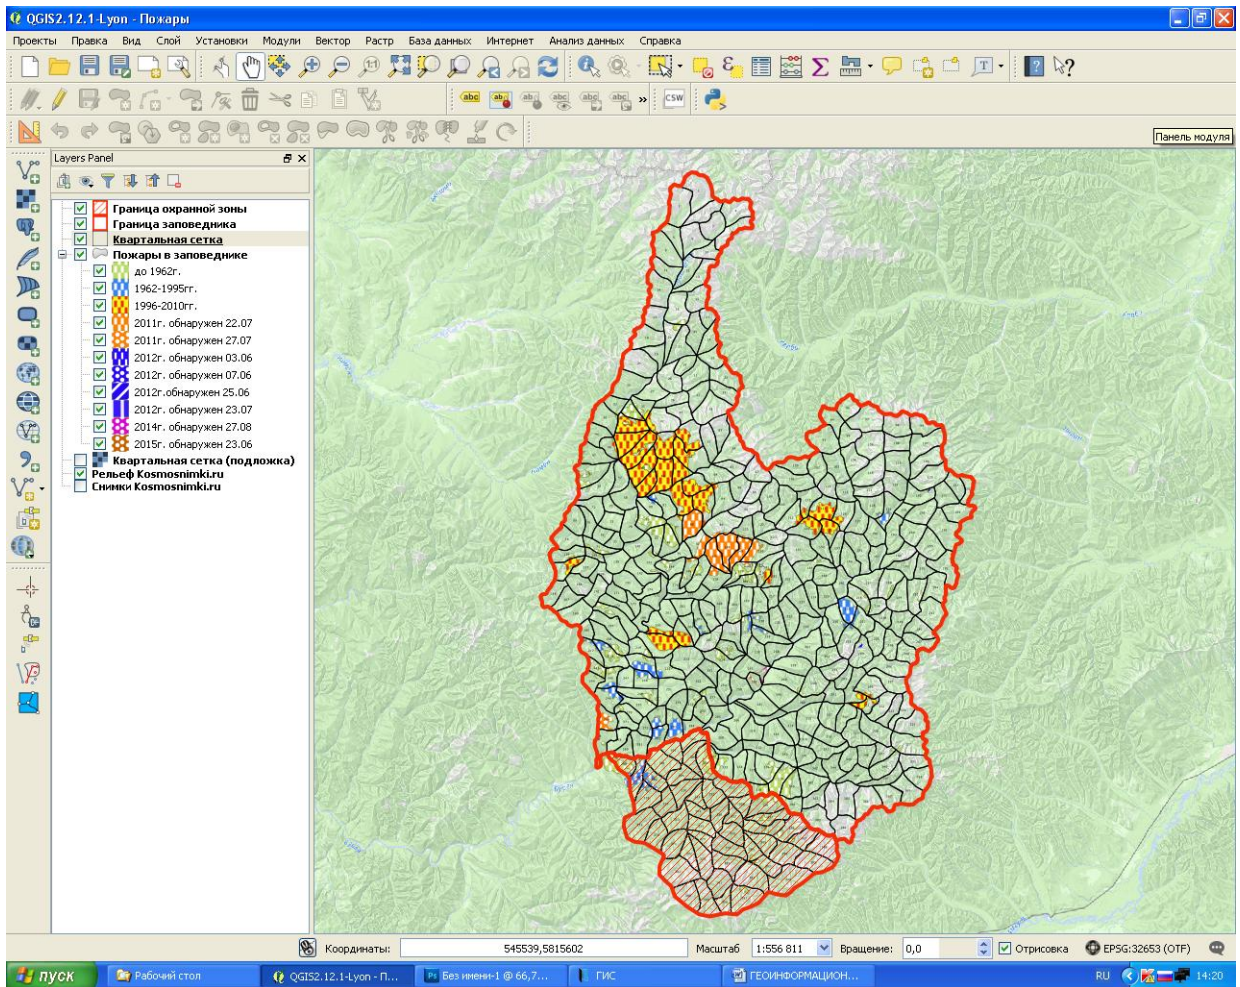 QGIS2.12.1-Lyon - Пожары
Проекты Правка Вид Слой Установки Модули Вектор Растр База данных Интернет Анализ данных Справка
abc CSW
Панель модуля
Layers Panel
Граница охранной зоны
Граница заповедника
Квартальная сетка
Пожары в заповеднике
до 1962г.
1962-1995гг.
1996-2010гг.
2011г. обнаружен 22.07
2011г. обнаружен 27.07
2012г. обнаружен 03.06
2012г. обнаружен 07.06
2012г.обнаружен 25.06
2012г. обнаружен 23.07
2014г. обнаружен 27.08
2015г. обнаружен 23.06
Квартальная сетка (подложка)
Рельеф Kosmosnimki.ru
Снимки Kosmosnimki.ru
Координаты: 545539,5815602 Масштаб 1:556 811 Вращение: 0,0 Отрисовка EPSG:32653 (OTF)
пуск Рабочий стол QGIS2.12.1-Lyon - П... Без имени-1 @ 66,7... ГИС ГЕОИНФОРМАЦИОН... RU 14:20